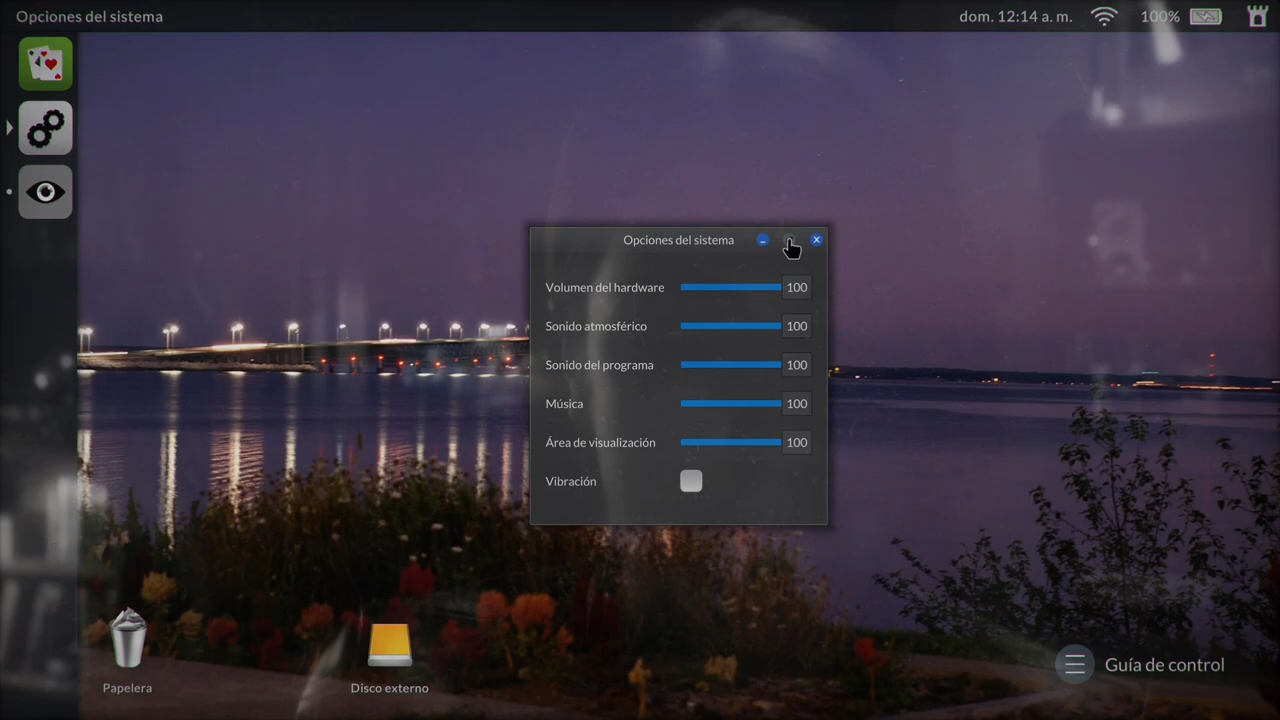 Opciones del sistema
dom. 12:14 a. m.
100%
Opciones del sistema
Volumen del hardware 100
Sonido atmosférico 100
Sonido del programa 100
Música 100
Área de visualización 100
Vibración
Papelera
Disco externo
Guía de control